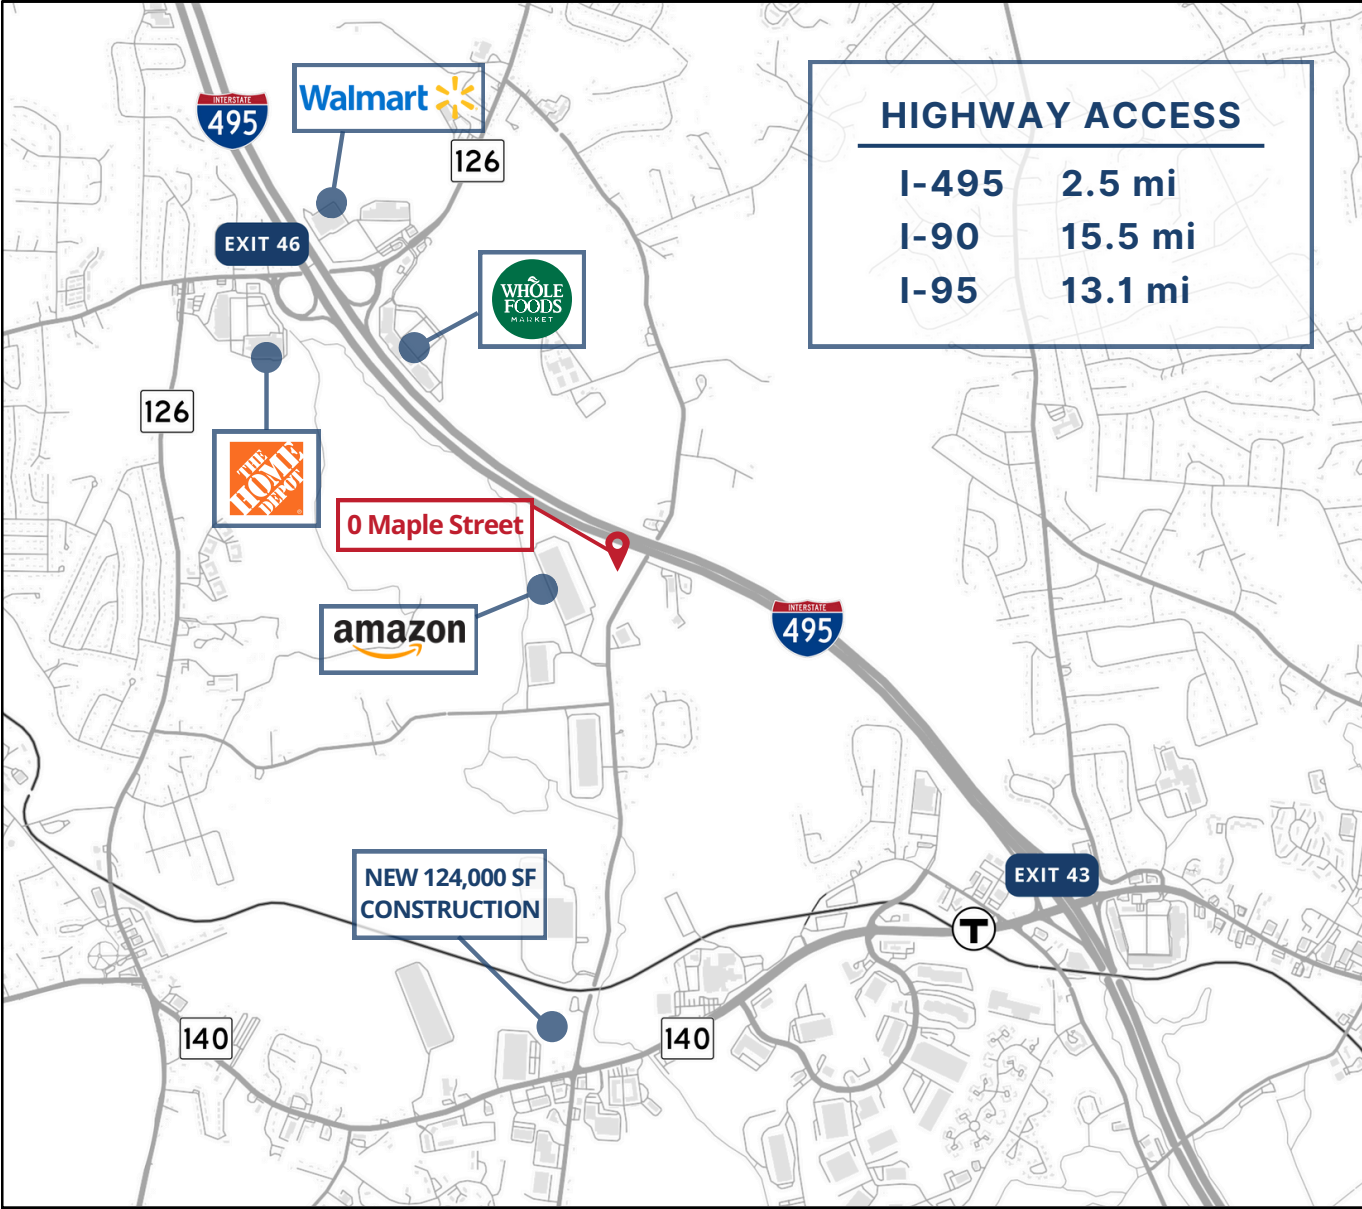 INTERSTATE
495
Walmart
126
EXIT 46
WHOLE
FOODS
MARKET
HIGHWAY ACCESS
I-495 2.5 mi
I-90 15.5 mi
I-95 13.1 mi
126
THE
HOME
DEPOT
0 Maple Street
amazon
INTERSTATE
495
NEW 124,000 SF
CONSTRUCTION
EXIT 43
T
140
140